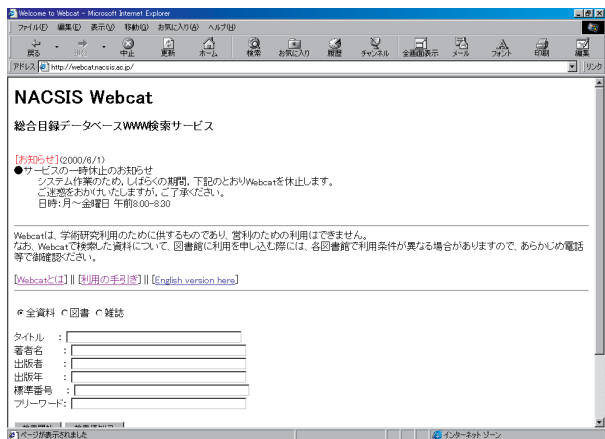 Welcome to Webcat - Microsoft Internet Explorer
ファイル(F) 編集(E) 表示(V) 移動(G) お気に入り(A) ヘルプ(H)
戻る 中止 更新 ホーム 検索 お気に入り 履歴 チャンネル 全画面表示 メール フォント 印刷 編集
アドレス http://webcat.nacsis.ac.jp/ リンク
NACSIS Webcat
総合目録データベースWWW検索サービス
[お知らせ](2000/6/1)
●サービスの一時休止のお知らせ
システム作業のため, しばらくの期間, 下記のとおりWebcatを休止します。
ご迷惑をおかけいたしますが, ご了承ください。
日時:月~金曜日 午前8:00-8:30
Webcatは、学術研究利用のために供するものであり、営利のための利用はできません。
なお、Webcatで検索した資料について、図書館に利用を申し込む際には、各図書館で利用条件が異なる場合がありますので、あらかじめ電話
等で御確認ください。
[Webcatとは] || [利用の手引き] || [English version here]
全資料 図書 雑誌
タイトル :
著者名 :
出版者 :
出版年 :
標準番号 :
フリーワード:
ページが表示されました インターネット ゾーン